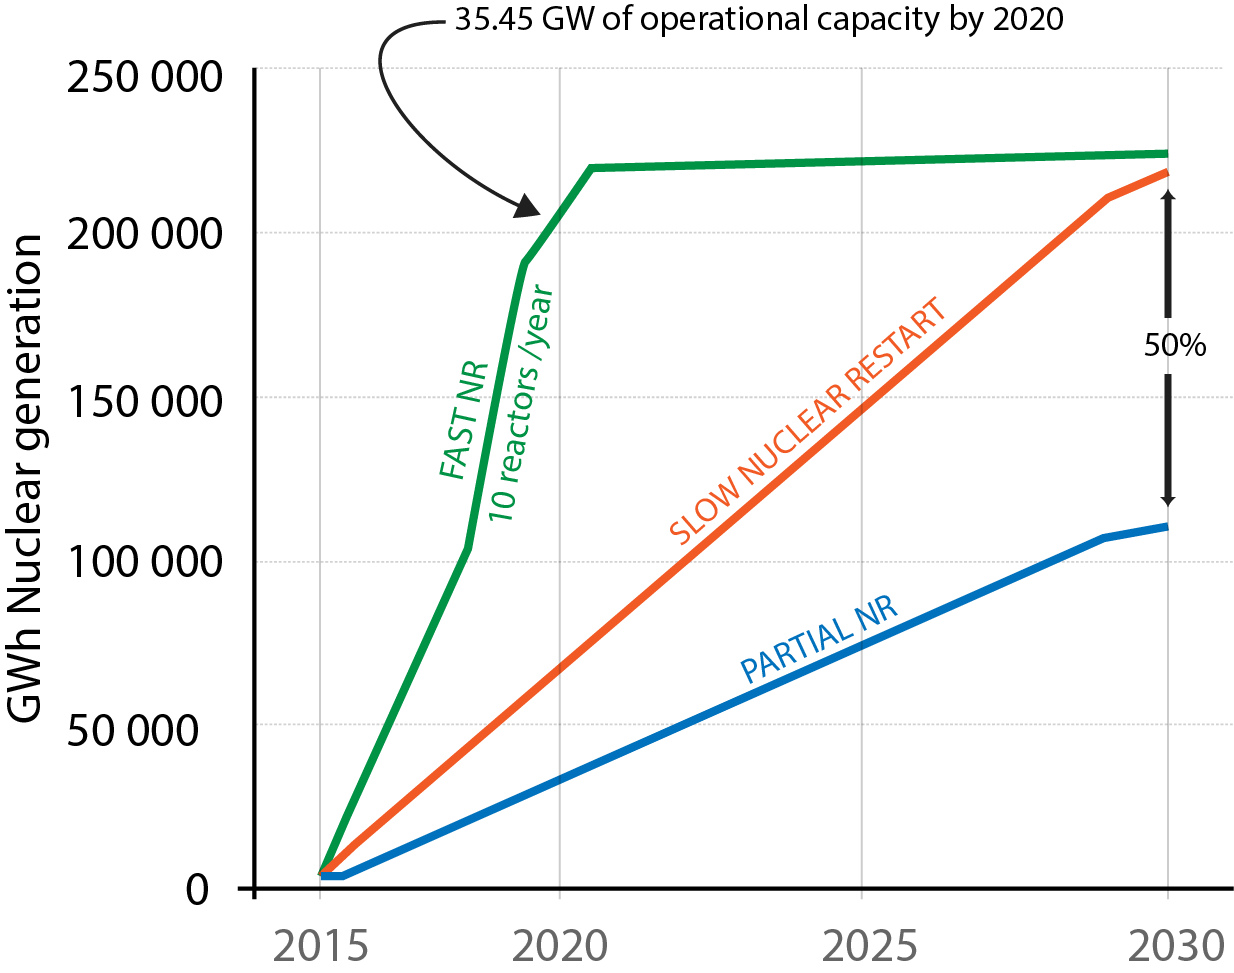 35.45 GW of operational capacity by 2020
250 000
200 000
150 000
100 000
50 000
0
GWh Nuclear generation
FAST NR
10 reactors /year
SLOW NUCLEAR RESTART
PARTIAL NR
50%
2015
2020
2025
2030